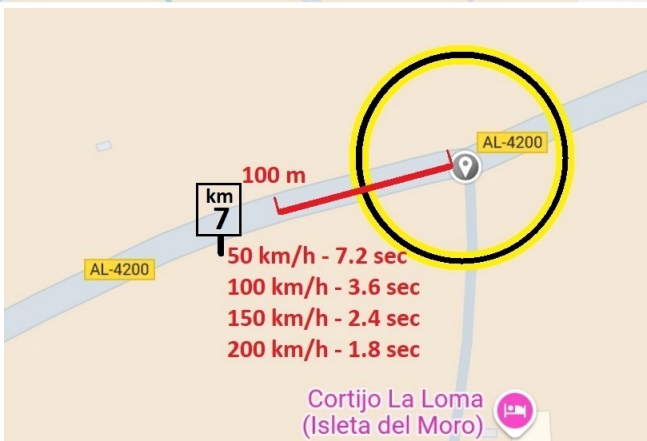 AL-4200
100 m
km
7
50 km/h - 7.2 sec
AL-4200
100 km/h - 3.6 sec
150 km/h - 2.4 sec
200 km/h - 1.8 sec
Cortijo La Loma
(Isleta del Moro)